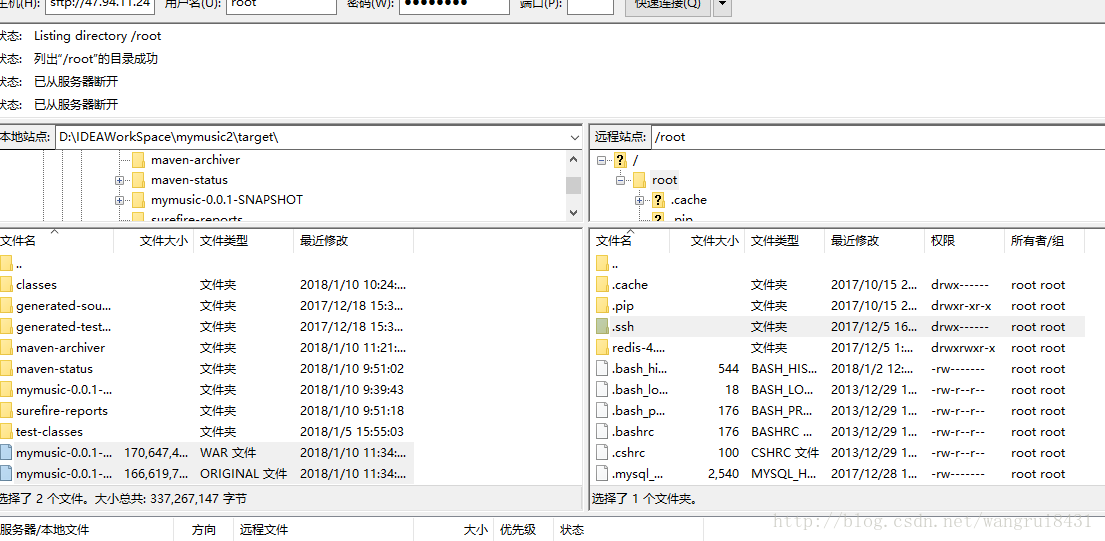 主机(H): sftp://47.94.11.24 用户名(U): root 密码(W): ●●●●●●●● 端口(P): 快速连接(Q)
状态: Listing directory /root
状态: 列出“/root”的目录成功
状态: 已从服务器断开
状态: 已从服务器断开
本地站点: D:\IDEAWorkSpace\mymusic2\target\
maven-archiver
maven-status
mymusic-0.0.1-SNAPSHOT
surefire-reports
远程站点: /root
/
root
.cache
.pip
文件名 文件大小 文件类型 最近修改
..
classes 文件夹 2018/1/10 10:24:...
generated-sou... 文件夹 2017/12/18 15:3...
generated-test... 文件夹 2017/12/18 15:3...
maven-archiver 文件夹 2018/1/10 11:21:...
maven-status 文件夹 2018/1/10 9:51:02
mymusic-0.0.1-... 文件夹 2018/1/10 9:39:43
surefire-reports 文件夹 2018/1/10 9:51:18
test-classes 文件夹 2018/1/5 15:55:03
mymusic-0.0.1-... 170,647,4... WAR 文件 2018/1/10 11:34:...
mymusic-0.0.1-... 166,619,7... ORIGINAL 文件 2018/1/10 11:34:...
选择了 2 个文件。大小总共: 337,267,147 字节
文件名 文件大小 文件类型 最近修改 权限 所有者/组
..
.cache 文件夹 2017/10/15 2... drwx------ root root
.pip 文件夹 2017/10/15 2... drwxr-xr-x root root
.ssh 文件夹 2017/12/5 16... drwx------ root root
redis-4.... 文件夹 2017/12/5 1:... drwxrwxr-x root root
.bash_hi... 544 BASH_HIS... 2018/1/2 12:... -rw------- root root
.bash_lo... 18 BASH_LO... 2013/12/29 1... -rw-r--r-- root root
.bash_p... 176 BASH_PR... 2013/12/29 1... -rw-r--r-- root root
.bashrc 176 BASHRC ... 2013/12/29 1... -rw-r--r-- root root
.cshrc 100 CSHRC 文件 2013/12/29 1... -rw-r--r-- root root
.mysql_... 2,540 MYSQL_H... 2017/12/28 1... -rw------- root root
选择了 1 个文件夹。
服务器/本地文件 方向 远程文件 大小 优先级 状态
http://blog.csdn.net/wangrui8431